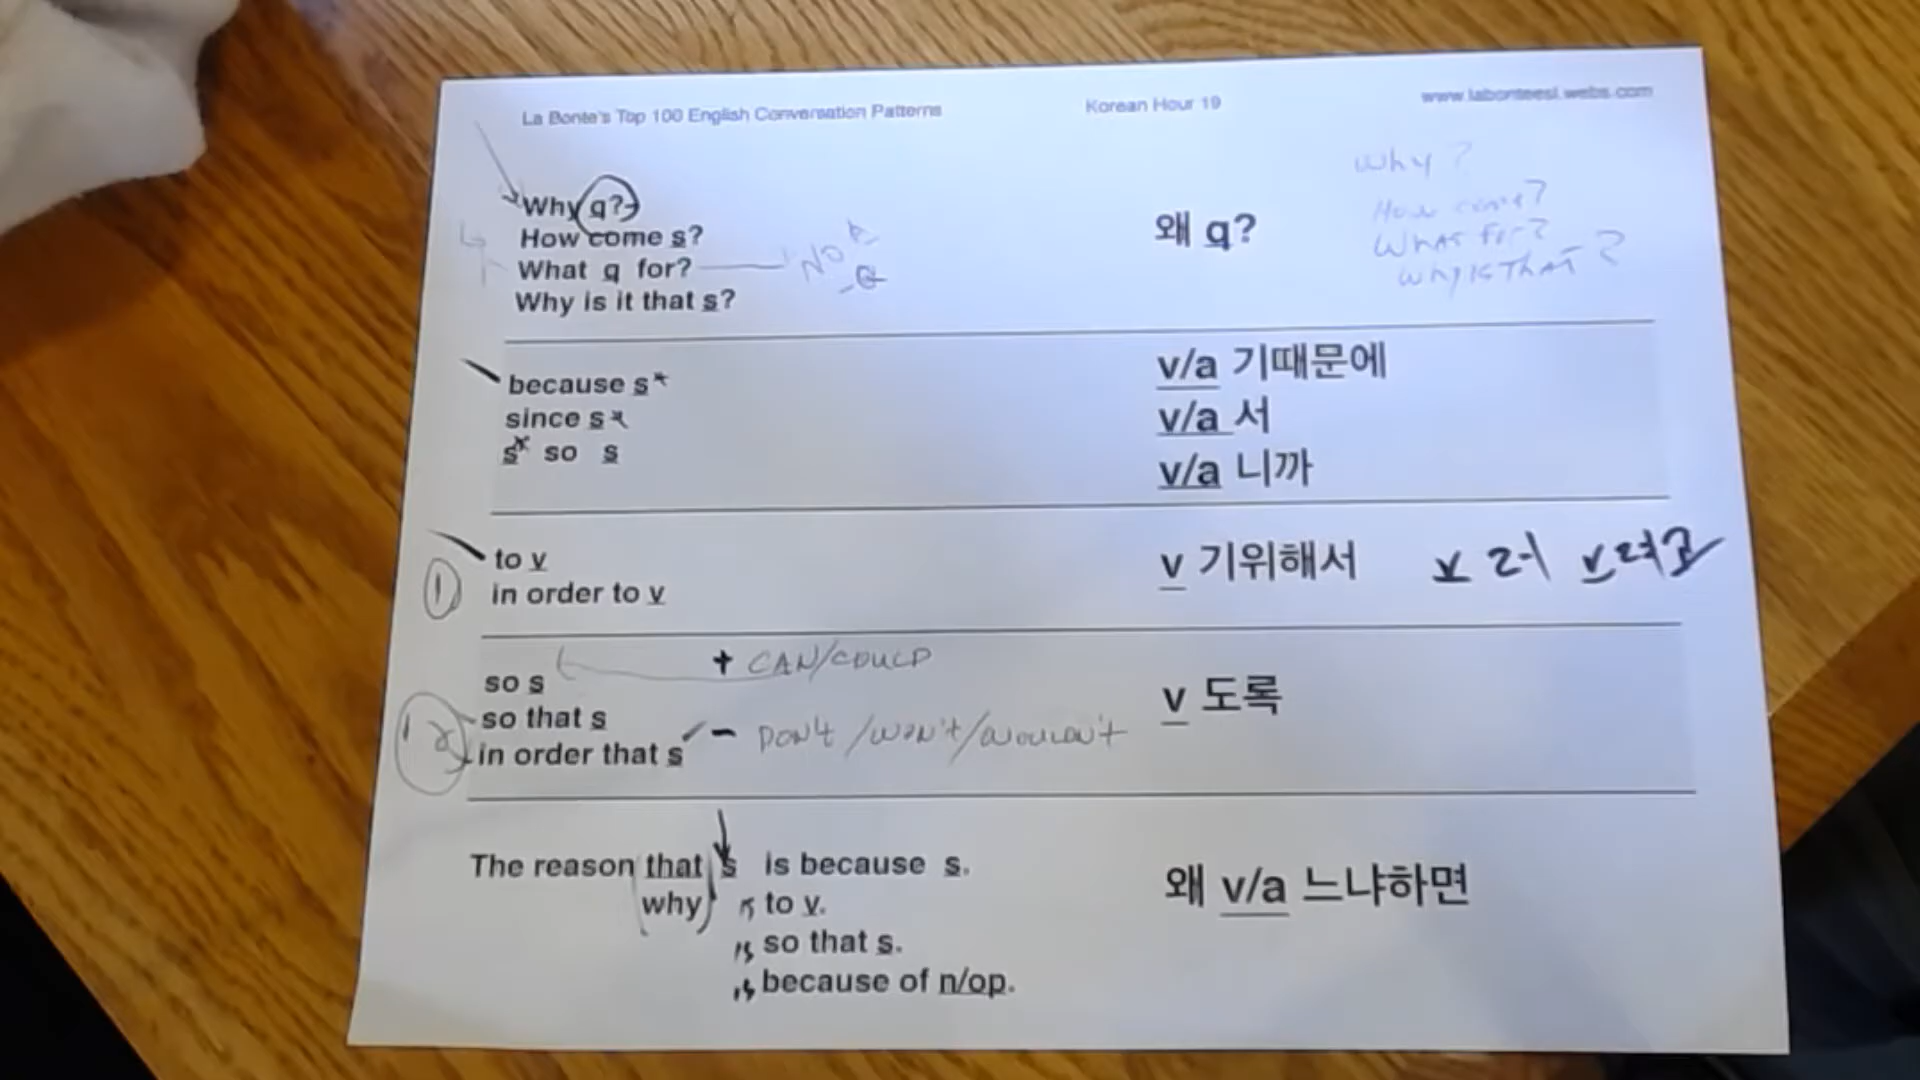 La Bonte's Top 100 English Conversation Patterns Korean Hour 19 www.labonteesl.webs.com
Why q?
How come s?
What q for? NO
Why is it that s?
왜 q?
Why?
How come?
What for?
Why is that?
because s*
since s*
s* so s
v/a 기때문에
v/a 서
v/a 니까
1
to v
in order to v
v 기위해서 v 러 v 려고
+ CAN/COULD
so s
so that s
in order that s - DON'T/WON'T/WOULDN'T
v 도록
The reason that s is because s.
why is to v.
is so that s.
is because of n/op.
왜 v/a 느냐하면